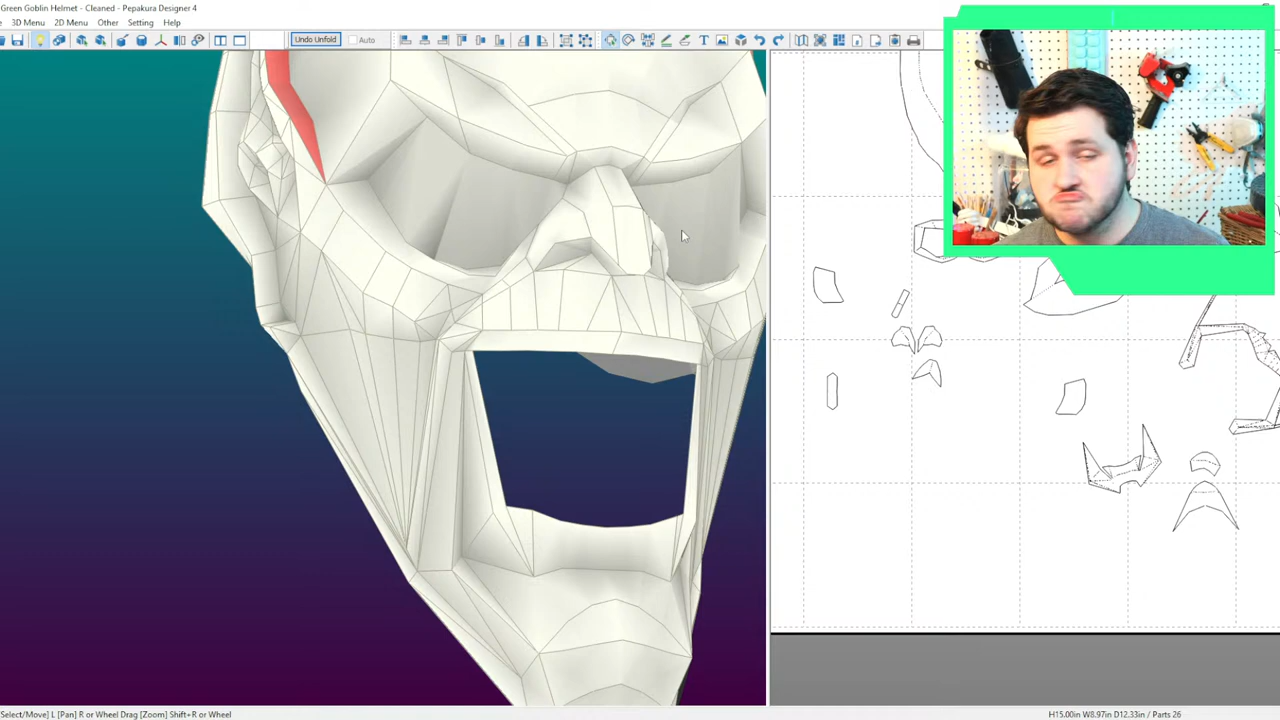 Green Goblin Helmet - Cleaned - Pepakura Designer 4
3D Menu 2D Menu Other Setting Help
Undo Unfold Auto
[Select/Move] L [Pan] R or Wheel Drag [Zoom] Shift+R or Wheel
H15.00in W8.97in D12.33in / Parts 26